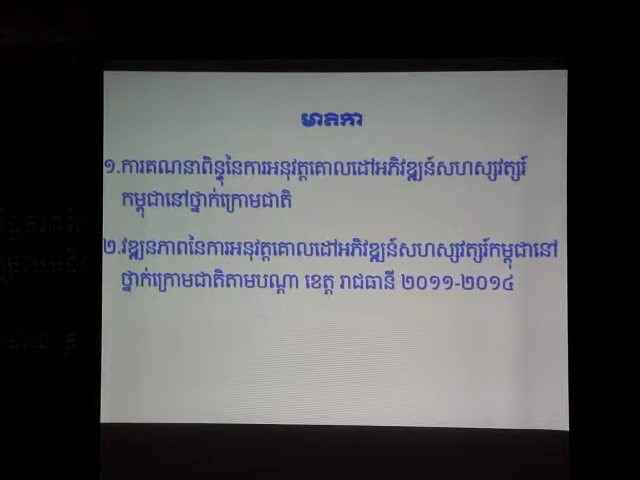 មាតិកា
១.ការគណនាពិន្ទុនៃការអនុវត្តគោលដៅអភិវឌ្ឍន៍សហស្សវត្សរ៍
កម្ពុជានៅថ្នាក់ក្រោមជាតិ
២.វឌ្ឍនភាពនៃការអនុវត្តគោលដៅអភិវឌ្ឍន៍សហស្សវត្សរ៍កម្ពុជានៅ
ថ្នាក់ក្រោមជាតិតាមបណ្តា ខេត្ត រាជធានី ២០១១-២០១៤